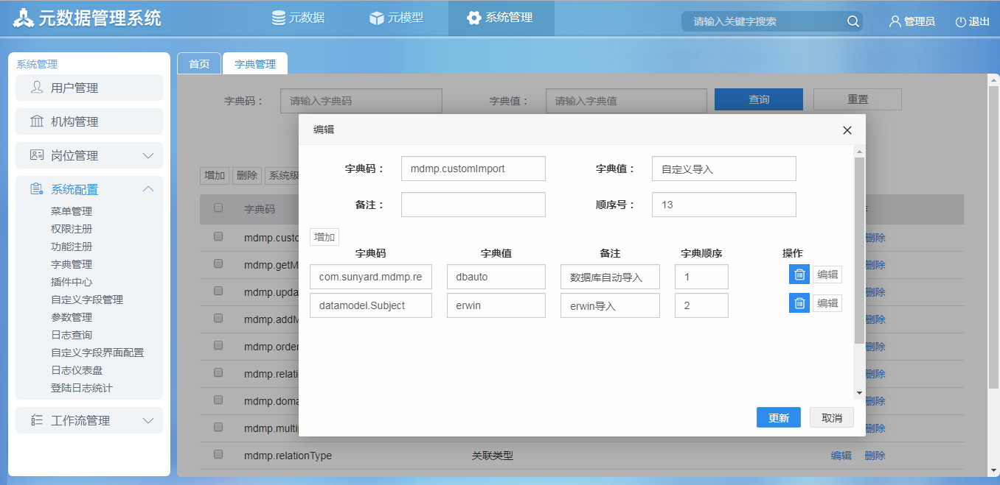 元数据管理系统
元数据
元模型
系统管理
请输入关键字搜索
管理员
退出
系统管理
用户管理
机构管理
岗位管理
系统配置
菜单管理
权限注册
功能注册
字典管理
插件中心
自定义字段管理
参数管理
日志查询
自定义字段界面配置
日志仪表盘
登陆日志统计
工作流管理
首页
字典管理
字典码：
请输入字典码
字典值：
请输入字典值
查询
重置
增加
删除
系统级
字典码
mdmp.custo
删除
mdmp.getM
删除
mdmp.upda
删除
mdmp.addM
删除
mdmp.order
删除
mdmp.relati
删除
mdmp.doma
删除
mdmp.multip
删除
mdmp.relationType
关联类型
编辑
删除
编辑
字典码：
mdmp.customImport
字典值：
自定义导入
备注：
顺序号：
13
增加
字典码
字典值
备注
字典顺序
操作
com.sunyard.mdmp.re
dbauto
数据库自动导入
1
编辑
datamodel.Subject
erwin
erwin导入
2
编辑
更新
取消